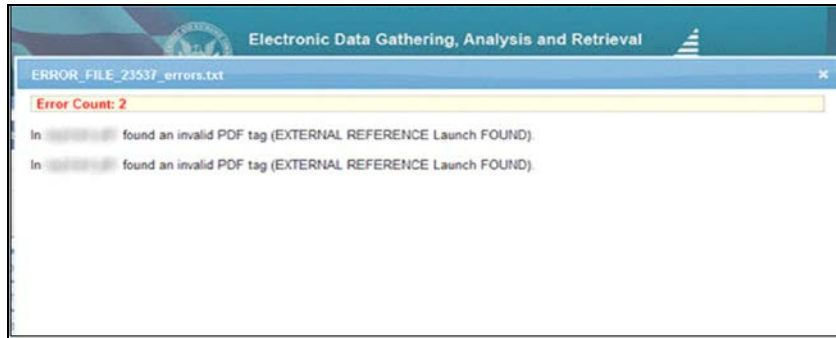 Electronic Data Gathering, Analysis and Retrieval
ERROR_FILE_23537_errors.txt
Error Count: 2
In found an invalid PDF tag (EXTERNAL REFERENCE Launch FOUND).
In found an invalid PDF tag (EXTERNAL REFERENCE Launch FOUND).